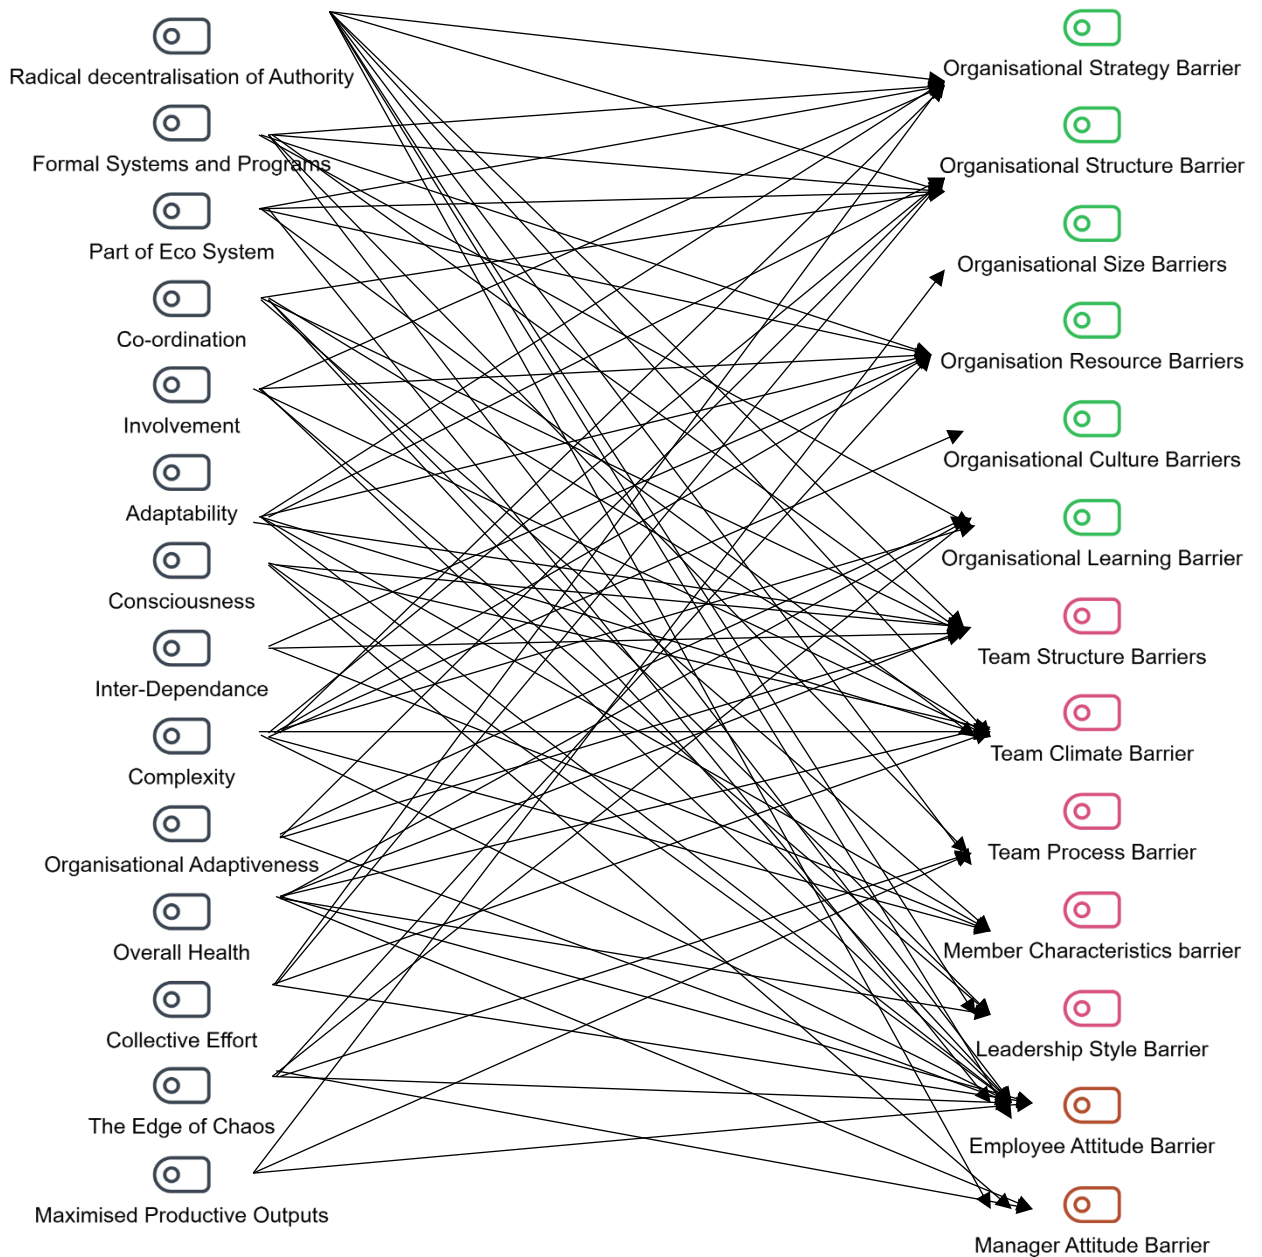 Radical decentralisation of Authority
Formal Systems and Programs
Part of Eco System
Co-ordination
Involvement
Adaptability
Consciousness
Inter-Dependance
Complexity
Organisational Adaptiveness
Overall Health
Collective Effort
The Edge of Chaos
Maximised Productive Outputs
Organisational Strategy Barrier
Organisational Structure Barrier
Organisational Size Barriers
Organisation Resource Barriers
Organisational Culture Barriers
Organisational Learning Barrier
Team Structure Barriers
Team Climate Barrier
Team Process Barrier
Member Characteristics barrier
Leadership Style Barrier
Employee Attitude Barrier
Manager Attitude Barrier